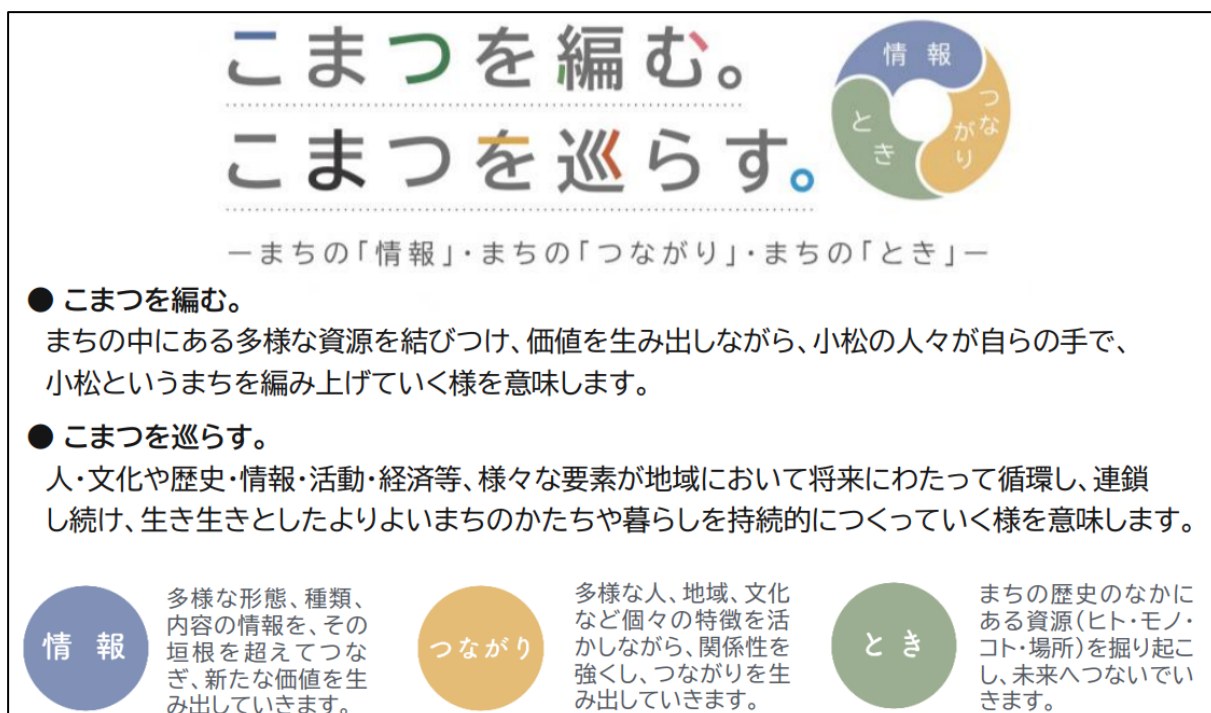 こまつを編む。
こまつを巡らす。
情報
つながり
とき
―まちの「情報」・まちの「つながり」・まちの「とき」―
● こまつを編む。
まちの中にある多様な資源を結びつけ、価値を生み出しながら、小松の人々が自らの手で、
小松というまちを編み上げていく様を意味します。
● こまつを巡らす。
人・文化や歴史・情報・活動・経済等、様々な要素が地域において将来にわたって循環し、連鎖
し続け、生き生きとしたよりよいまちのかたちや暮らしを持続的につくっていく様を意味します。
情報
多様な形態、種類、
内容の情報を、その
垣根を超えてつな
ぎ、新たな価値を生
み出していきます。
つながり
多様な人、地域、文化
など個々の特徴を活
かしながら、関係性を
強くし、つながりを生
み出していきます。
とき
まちの歴史のなかに
ある資源(ヒト・モノ・
コト・場所)を掘り起こ
し、未来へつないでい
きます。